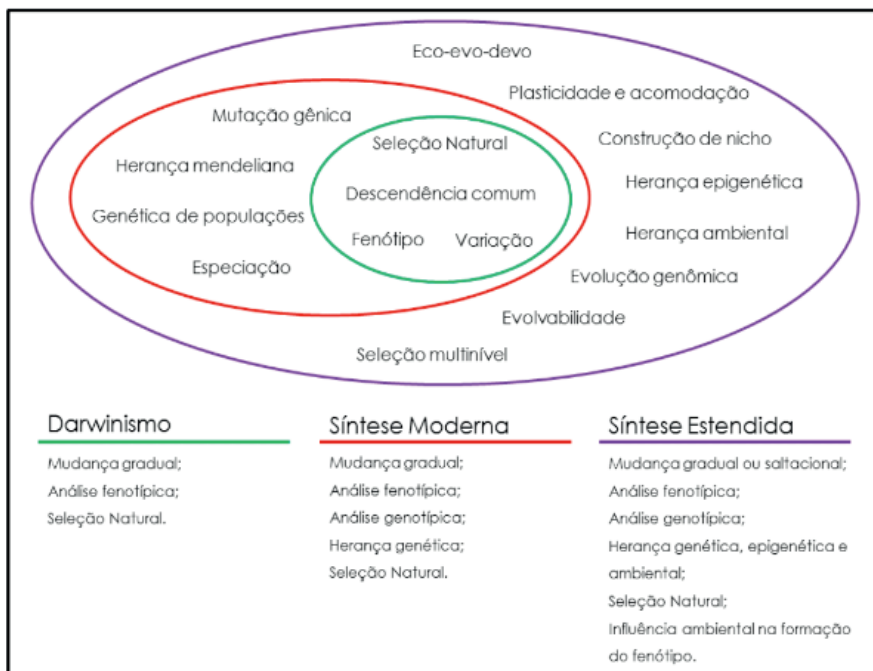 Eco-evo-devo
Plasticidade e acomodação
Mutação gênica
Construção de nicho
Seleção Natural
Herança mendeliana
Herança epigenética
Descendência comum
Genética de populações
Herança ambiental
Fenótipo
Variação
Especiação
Evolução genômica
Evolvabilidade
Seleção multinível
Darwinismo
Mudança gradual;
Análise fenotípica;
Seleção Natural.
Síntese Moderna
Mudança gradual;
Análise fenotípica;
Análise genotípica;
Herança genética;
Seleção Natural.
Síntese Estendida
Mudança gradual ou saltacional;
Análise fenotípica;
Análise genotípica;
Herança genética, epigenética e
ambiental;
Seleção Natural;
Influência ambiental na formação
do fenótipo.